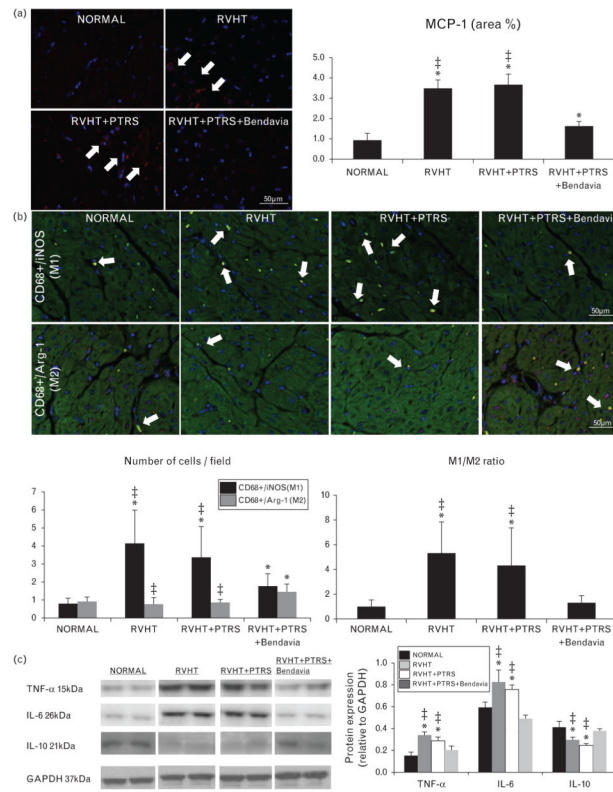 (a)
NORMAL
RVHT
RVHT+PTRS
RVHT+PTRS+Bendavia
50μm
MCP-1 (area %)
5.0
4.0
3.0
2.0
1.0
0.0
*‡‡
*‡‡
*
NORMAL
RVHT
RVHT+PTRS
RVHT+PTRS
+Bendavia
(b)
NORMAL
RVHT
RVHT+PTRS
RVHT+PTRS+Bendavia
CD68+/iNOS
(M1)
50μm
CD68+/Arg-1
(M2)
50μm
Number of cells / field
7
6
5
4
3
2
1
0
CD68+/iNOS(M1)
CD68+/Arg-1(M2)
*‡‡
‡‡
*‡‡
‡‡
*
*
NORMAL
RVHT
RVHT+PTRS
RVHT+PTRS
+Bendavia
M1/M2 ratio
9
8
7
6
5
4
3
2
1
0
*‡‡
*‡‡
NORMAL
RVHT
RVHT+PTRS
RVHT+PTRS
+Bendavia
(c)
NORMAL
RVHT
RVHT+PTRS
RVHT+PTRS+
Bendavia
TNF-α 15kDa
IL-6 26kDa
IL-10 21kDa
GAPDH 37kDa
Protein expression
(relative to GAPDH)
1.0
0.8
0.6
0.4
0.2
0.0
NORMAL
RVHT
RVHT+PTRS
RVHT+PTRS+Bendavia
*‡‡
*‡‡
*‡‡
*‡‡
*‡‡
*‡‡
TNF-α
IL-6
IL-10